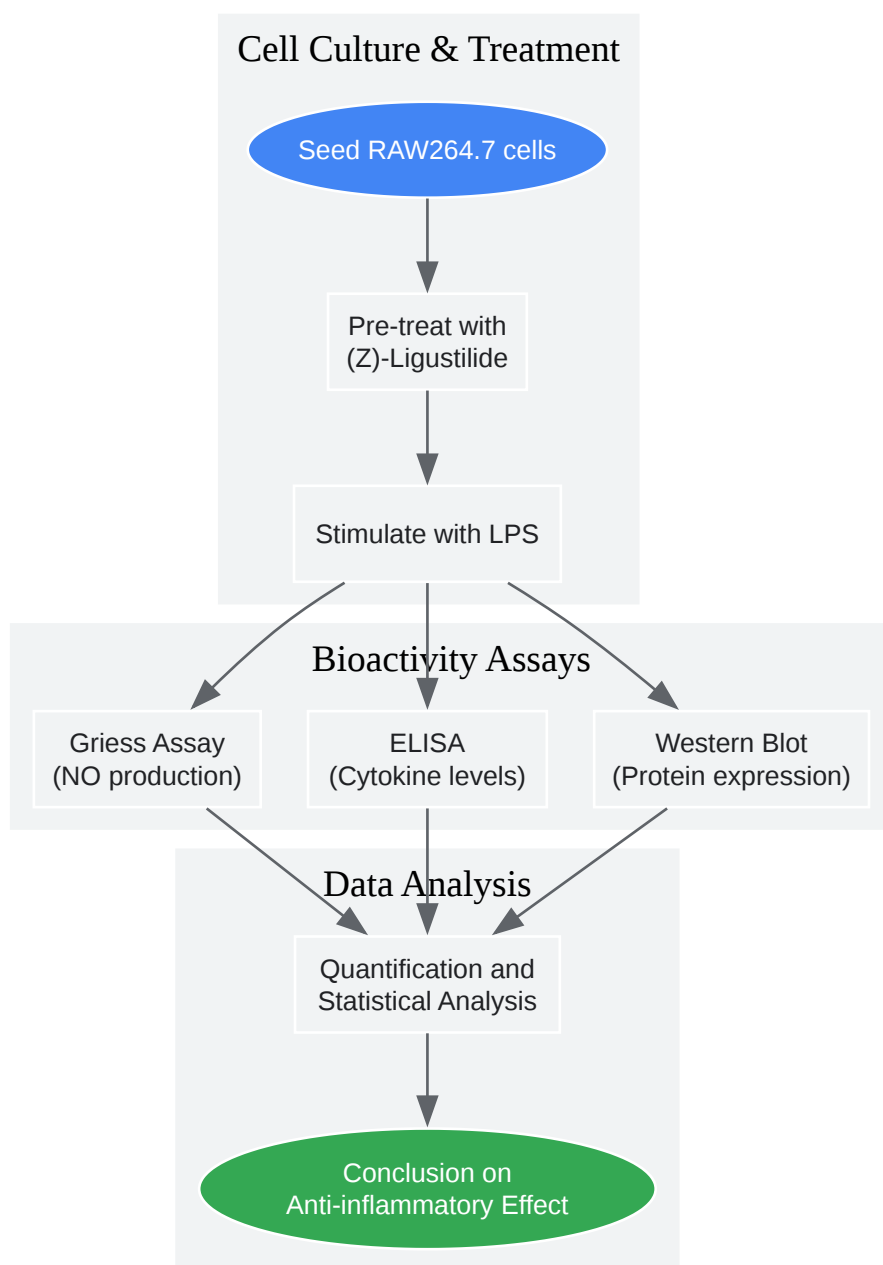 Cell Culture & Treatment
Seed RAW264.7 cells
Pre-treat with
(Z)-Ligustilide
Stimulate with LPS
Bioactivity Assays
Griess Assay
(NO production)
ELISA
(Cytokine levels)
Western Blot
(Protein expression)
Data Analysis
Quantification and
Statistical Analysis
Conclusion on
Anti-inflammatory Effect